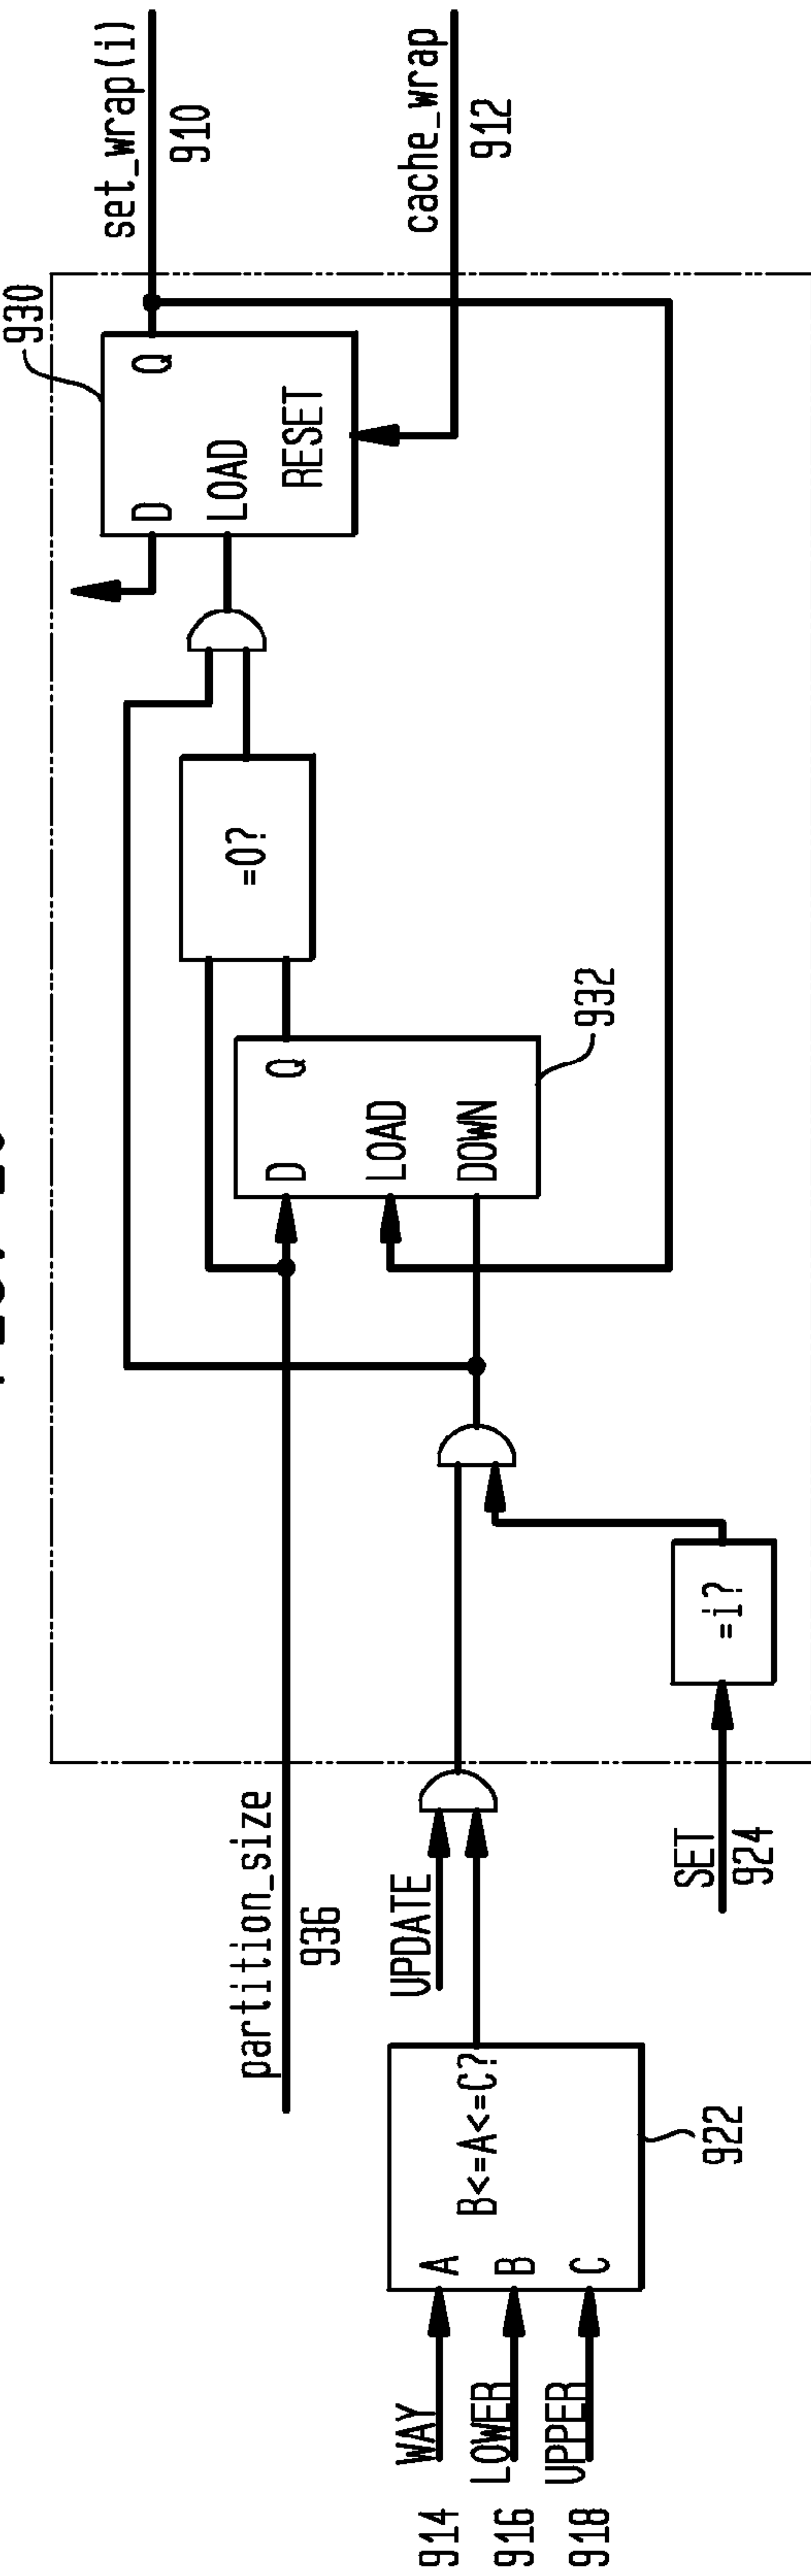 set_wrap(i)
910
cache_wrap
912
930
D
Q
LOAD
RESET
=0?
932
D
Q
LOAD
DOWN
=i?
partition_size
936
UPDATE
SET
924
B<=A<=C?
A
B
C
922
WAY
914
LOWER
916
UPPER
918